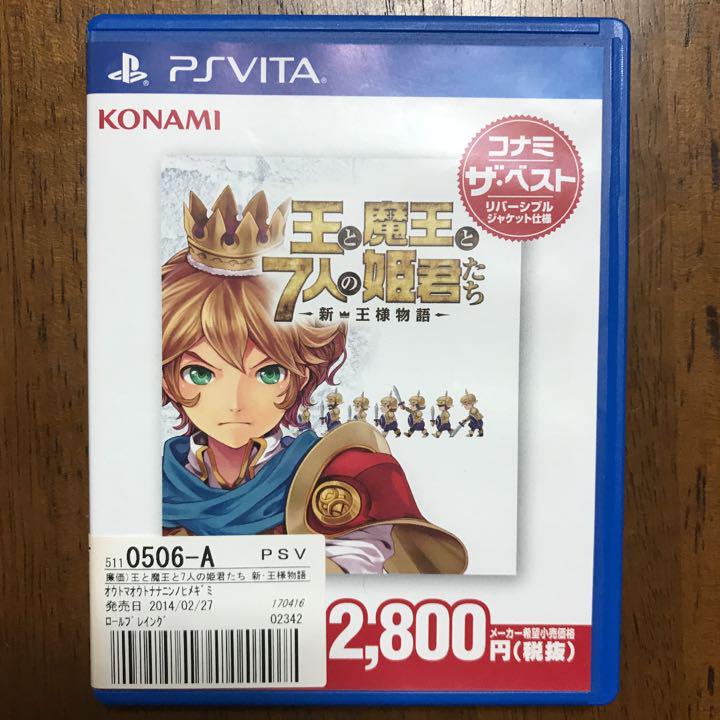 PSVITA
KONAMI
コナミ
ザ・ベスト
リバーシブル
ジャケット仕様
王と魔王と
7人の姫君たち
新王様物語
5110506-A PSV
廉価)王と魔王と7人の姫君たち 新・王様物語
ｵｳﾄﾏｵｳﾄﾅﾅﾆﾝﾉﾋﾒｷﾞﾐ
発売日 2014/02/27 170416
ﾛｰﾙﾌﾟﾚｲﾝｸﾞ 02342
2,800
メーカー希望小売価格
円(税抜)